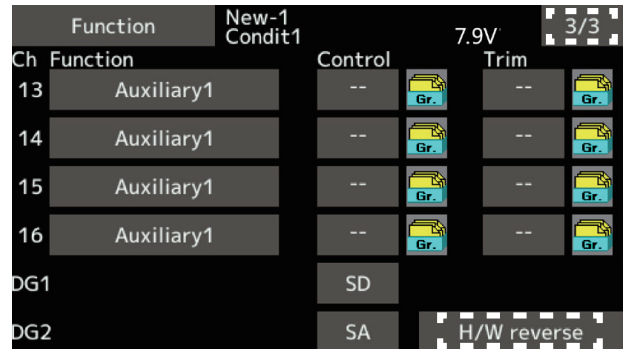 Function New-1 Condit1 7.9V 3/3
Ch Function Control Trim
13 Auxiliary1 -- Gr. -- Gr.
14 Auxiliary1 -- Gr. -- Gr.
15 Auxiliary1 -- Gr. -- Gr.
16 Auxiliary1 -- Gr. -- Gr.
DG1 SD
DG2 SA H/W reverse